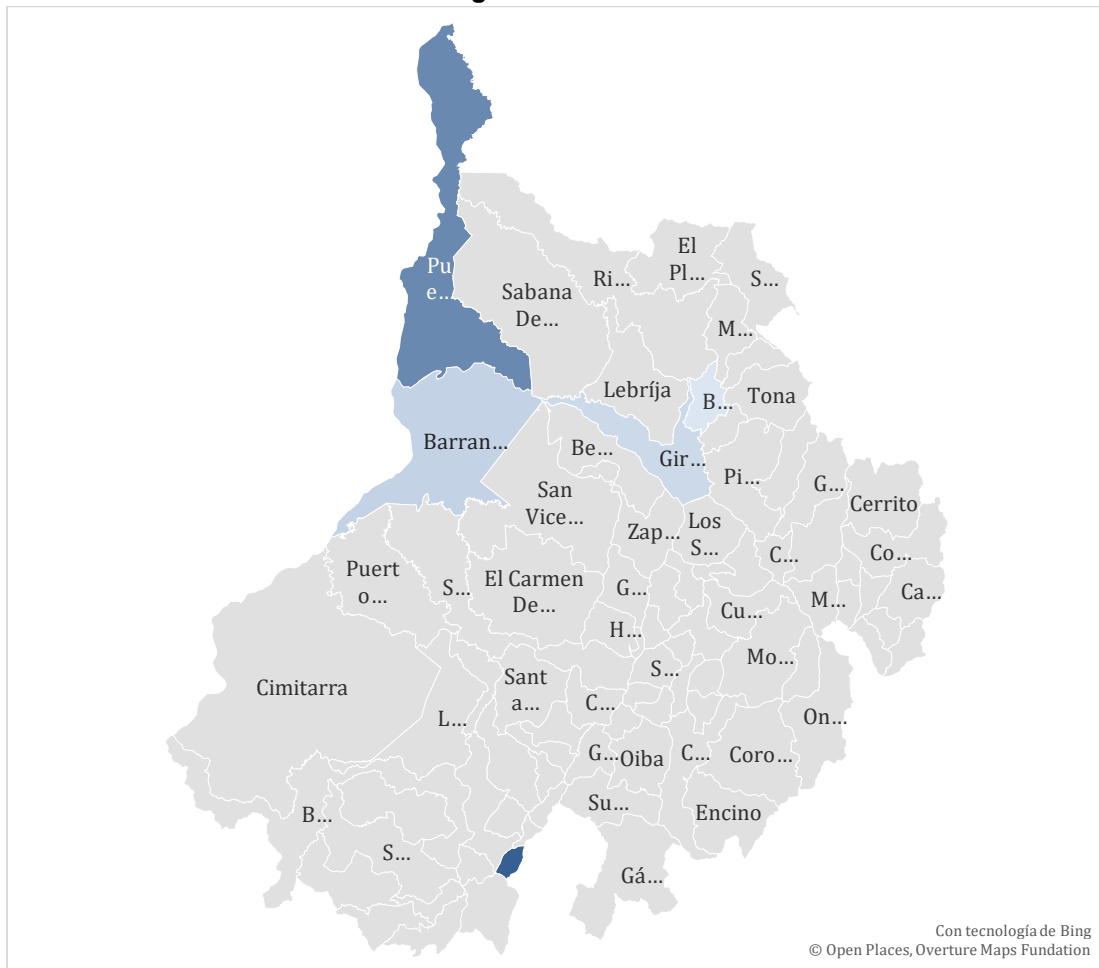 El
Pl...
S...
Ri...
Pu
e...
Sabana
De...
M...
Lebríja
B...
Tona
Barran...
Be...
Gir...
Pi...
G...
Cerrito
San
Vice...
Zap...
Los
S...
C...
Co...
Puert
o...
S...
El Carmen
De...
G...
M...
Ca...
Cu...
H...
Mo...
S...
Cimitarra
Sant
a...
C...
L...
On...
G...
Oiba
C...
Coro...
B...
Su...
Encino
S...
Gá...
Con tecnología de Bing
© Open Places, Overture Maps Fundation